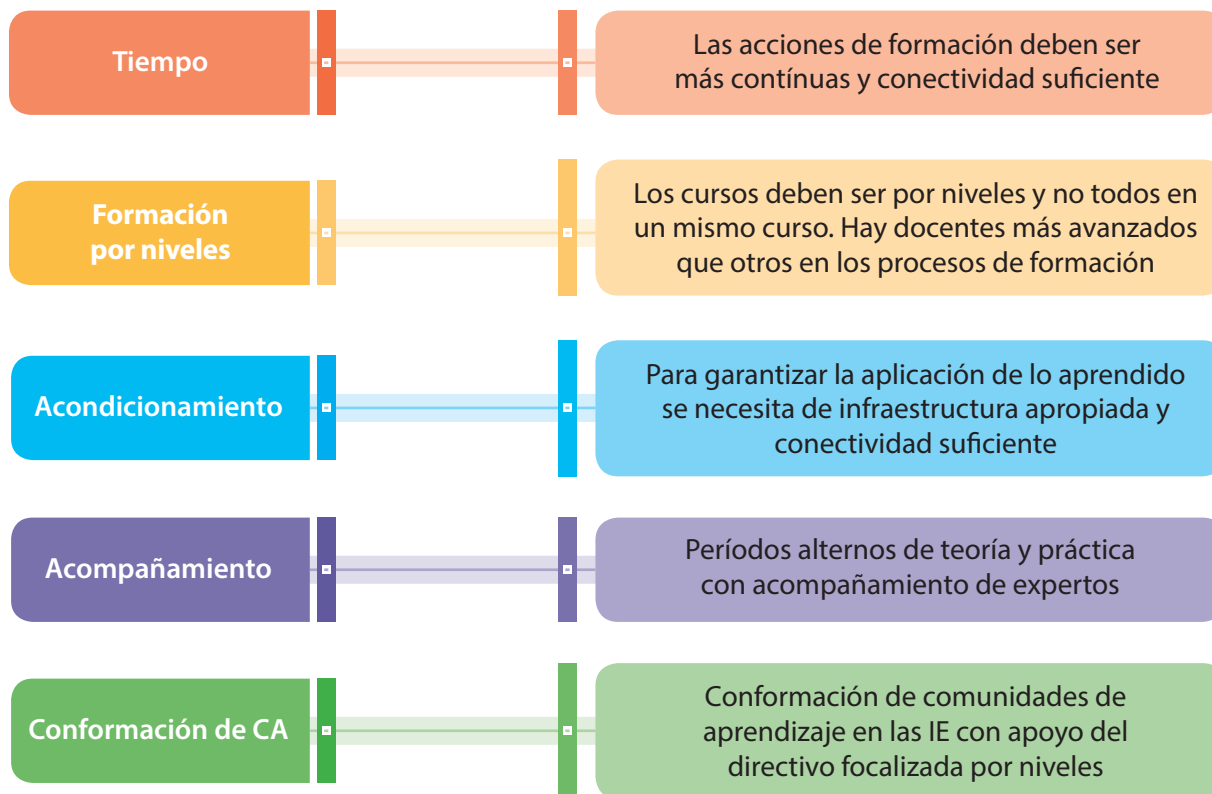 Tiempo
Las acciones de formación deben ser
más contínuas y conectividad suficiente
Formación
por niveles
Los cursos deben ser por niveles y no todos en
un mismo curso. Hay docentes más avanzados
que otros en los procesos de formación
Acondicionamiento
Para garantizar la aplicación de lo aprendido
se necesita de infraestructura apropiada y
conectividad suficiente
Acompañamiento
Períodos alternos de teoría y práctica
con acompañamiento de expertos
Conformación de CA
Conformación de comunidades de
aprendizaje en las IE con apoyo del
directivo focalizada por niveles